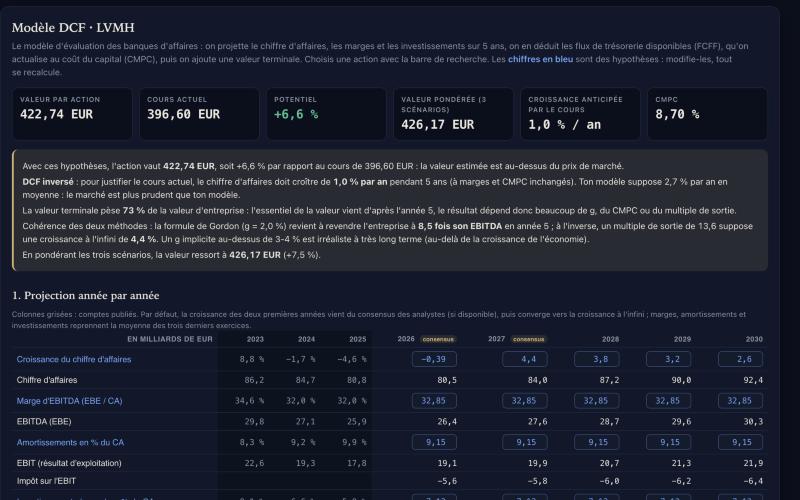 Modèle DCF · LVMH
Le modèle d'évaluation des banques d'affaires : on projette le chiffre d'affaires, les marges et les investissements sur 5 ans, on en déduit les flux de trésorerie disponibles (FCFF), qu'on
actualise au coût du capital (CMPC), puis on ajoute une valeur terminale. Choisis une action avec la barre de recherche. Les chiffres en bleu sont des hypothèses : modifie-les, tout
se recalcule.
VALEUR PAR ACTION
422,74 EUR
COURS ACTUEL
396,60 EUR
POTENTIEL
+6,6 %
VALEUR PONDÉRÉE (3
SCÉNARIOS)
426,17 EUR
CROISSANCE ANTICIPÉE
PAR LE COURS
1,0 % / an
CMPC
8,70 %
Avec ces hypothèses, l'action vaut 422,74 EUR, soit +6,6 % par rapport au cours de 396,60 EUR : la valeur estimée est au-dessus du prix de marché.
DCF inversé : pour justifier le cours actuel, le chiffre d'affaires doit croître de 1,0 % par an pendant 5 ans (à marges et CMPC inchangés). Ton modèle suppose 2,7 % par an en
moyenne : le marché est plus prudent que ton modèle.
La valeur terminale pèse 73 % de la valeur d'entreprise : l'essentiel de la valeur vient d'après l'année 5, le résultat dépend donc beaucoup de g, du CMPC ou du multiple de sortie.
Cohérence des deux méthodes : la formule de Gordon (g = 2,0 %) revient à revendre l'entreprise à 8,5 fois son EBITDA en année 5 ; à l'inverse, un multiple de sortie de 13,6 suppose
une croissance à l'infini de 4,4 %. Un g implicite au-dessus de 3-4 % est irréaliste à très long terme (au-delà de la croissance de l'économie).
En pondérant les trois scénarios, la valeur ressort à 426,17 EUR (+7,5 %).
1. Projection année par année
Colonnes grisées : comptes publiés. Par défaut, la croissance des deux premières années vient du consensus des analystes (si disponible), puis converge vers la croissance à l'infini ; marges, amortissements et
investissements reprennent la moyenne des trois derniers exercices.
EN MILLIARDS DE EUR 2023 2024 2025 2026 consensus 2027 consensus 2028 2029 2030
Croissance du chiffre d'affaires 8,8 % −1,7 % −4,6 % −0,39 4,4 3,8 3,2 2,6
Chiffre d'affaires 86,2 84,7 80,8 80,5 84,0 87,2 90,0 92,4
Marge d'EBITDA (EBE / CA) 34,6 % 32,0 % 32,0 % 32,85 32,85 32,85 32,85 32,85
EBITDA (EBE) 29,8 27,1 25,9 26,4 27,6 28,7 29,6 30,3
Amortissements en % du CA 8,3 % 9,2 % 9,9 % 9,15 9,15 9,15 9,15 9,15
EBIT (résultat d'exploitation) 22,6 19,3 17,8 19,1 19,9 20,7 21,3 21,9
Impôt sur l'EBIT −5,6 −5,8 −6,0 −6,2 −6,4